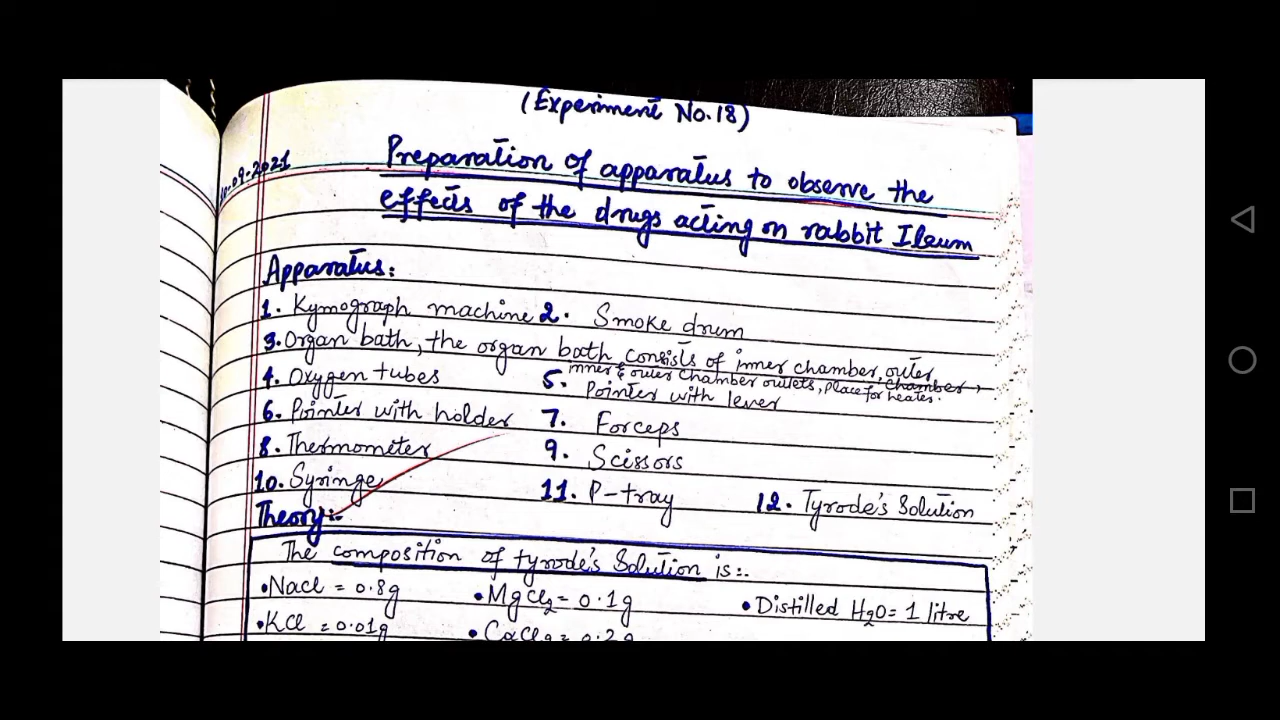 (Experiment No.18)
10-09-2021
Preparation of apparatus to observe the
effects of the drugs acting on rabbit Ileum
Apparatus:
1. Kymograph machine 2. Smoke drum
3. Organ bath, the organ bath consists of inner chamber, outer chamber,
inner & outer chamber outlets, place for heater.
4. Oxygen tubes 5. Pointer with lever
6. Pointer with holder 7. Forceps
8. Thermometer 9. Scissors
10. Syringe 11. P-tray 12. Tyrode's Solution
Theory:-
The composition of tyrode's Solution is:-
•NaCl = 0.8g •MgCl2 = 0.1g •Distilled H2O = 1 litre
•KCl = 0.01g •CaCl2 = 0.2g